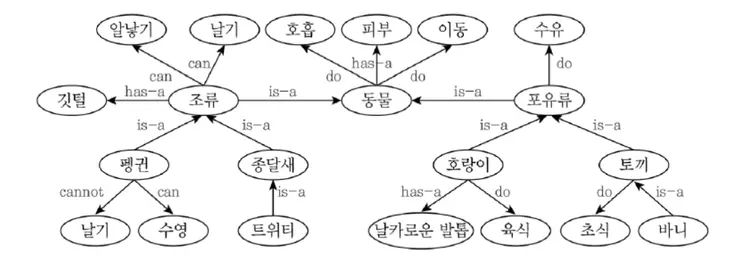 알낳기 날기 호흡 피부 이동 수유
can can do has-a do do
깃털 has-a 조류 is-a 동물 is-a 포유류
is-a is-a is-a is-a
펭귄 종달새 호랑이 토끼
cannot can is-a has-a do do is-a
날기 수영 트위티 날카로운 발톱 육식 초식 바니